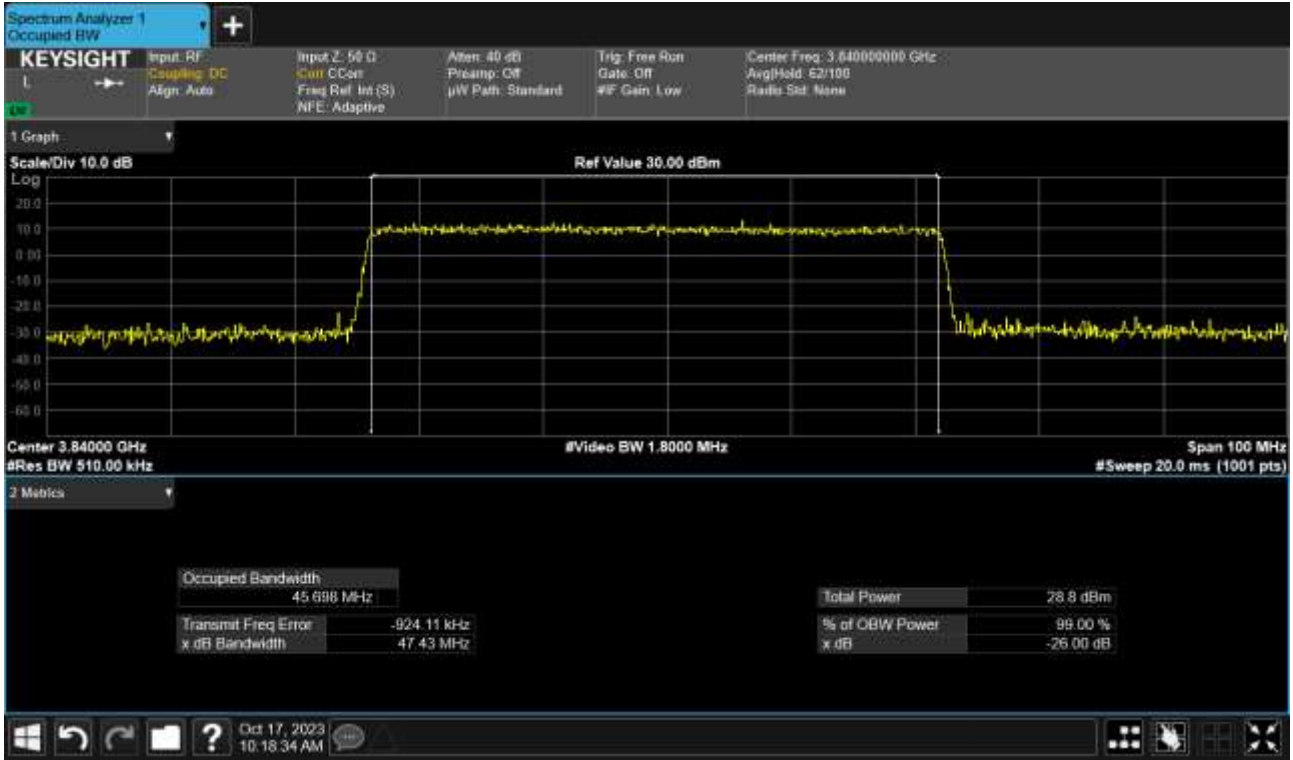 Spectrum Analyzer 1
Occupied BW
KEYSIGHT
L
Input: RF
Coupling: DC
Align: Auto
Input Z: 50 Ω
Corr CCorr
Freq Ref: Int (S)
NFE: Adaptive
Atten: 40 dB
Preamp: Off
µW Path: Standard
Trig: Free Run
Gate: Off
#IF Gain: Low
Center Freq: 3.840000000 GHz
Avg|Hold: 62/100
Radio Std: None
1 Graph
Scale/Div 10.0 dB
Ref Value 30.00 dBm
Log
20.0
10.0
0.00
-10.0
-20.0
-30.0
-40.0
-50.0
-60.0
Center 3.84000 GHz
#Video BW 1.8000 MHz
Span 100 MHz
#Res BW 510.00 kHz
#Sweep 20.0 ms (1001 pts)
2 Metrics
Occupied Bandwidth
45.698 MHz
Total Power 28.8 dBm
Transmit Freq Error -924.11 kHz
% of OBW Power 99.00 %
x dB Bandwidth 47.43 MHz
x dB -26.00 dB
?
Oct 17, 2023
10:18:34 AM